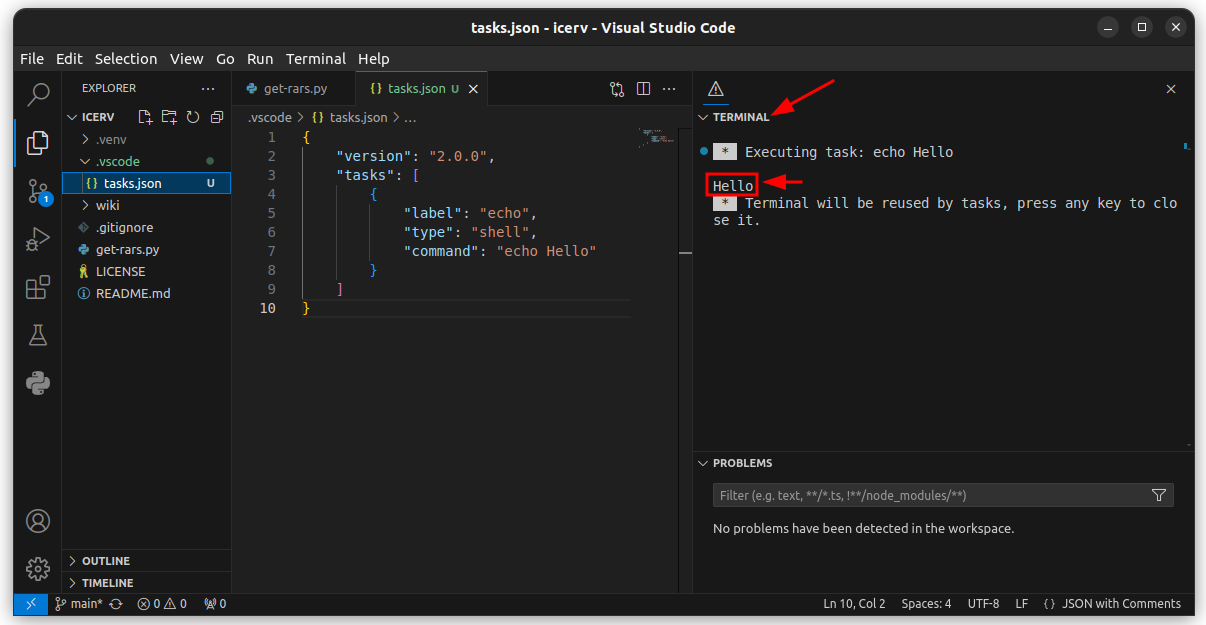 tasks.json - icerv - Visual Studio Code
File Edit Selection View Go Run Terminal Help
EXPLORER
ICERV
.venv
.vscode
{} tasks.json U
wiki
.gitignore
get-rars.py
LICENSE
README.md
OUTLINE
TIMELINE
1
get-rars.py
{} tasks.json U
.vscode > {} tasks.json > ...
1 {
2 "version": "2.0.0",
3 "tasks": [
4 {
5 "label": "echo",
6 "type": "shell",
7 "command": "echo Hello"
8 }
9 ]
10 }
TERMINAL
* Executing task: echo Hello
Hello
* Terminal will be reused by tasks, press any key to clo
se it.
PROBLEMS
Filter (e.g. text, **/*.ts, !**/node_modules/**)
No problems have been detected in the workspace.
main* 0 0 0 Ln 10, Col 2 Spaces: 4 UTF-8 LF {} JSON with Comments